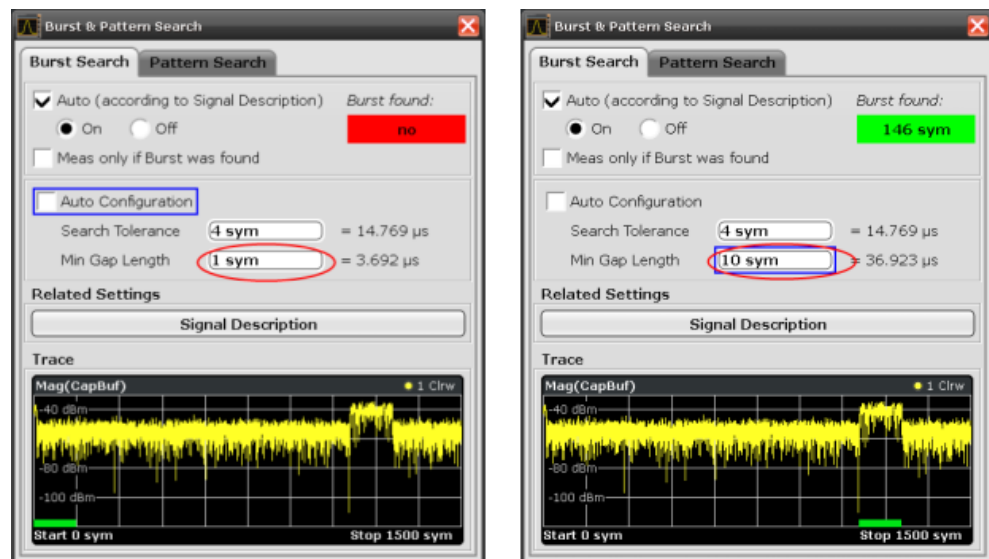 Burst & Pattern Search
Burst Search Pattern Search
Auto (according to Signal Description) Burst found:
On Off no
Meas only if Burst was found
Auto Configuration
Search Tolerance 4 sym = 14.769 µs
Min Gap Length 1 sym = 3.692 µs
Related Settings
Signal Description
Trace
Mag(CapBuf) 1 Clrw
-40 dBm
-80 dBm
-100 dBm
Start 0 sym Stop 1500 sym
Burst & Pattern Search
Burst Search Pattern Search
Auto (according to Signal Description) Burst found:
On Off 146 sym
Meas only if Burst was found
Auto Configuration
Search Tolerance 4 sym = 14.769 µs
Min Gap Length 10 sym = 36.923 µs
Related Settings
Signal Description
Trace
Mag(CapBuf) 1 Clrw
-40 dBm
-80 dBm
-100 dBm
Start 0 sym Stop 1500 sym